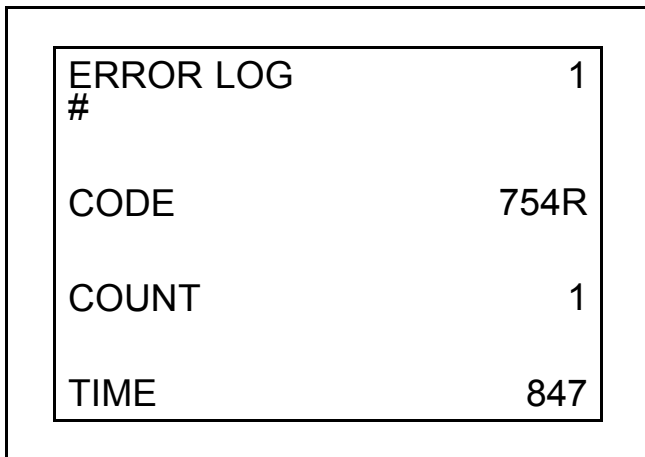 ERROR LOG 1
#
CODE 754R
COUNT 1
TIME 847